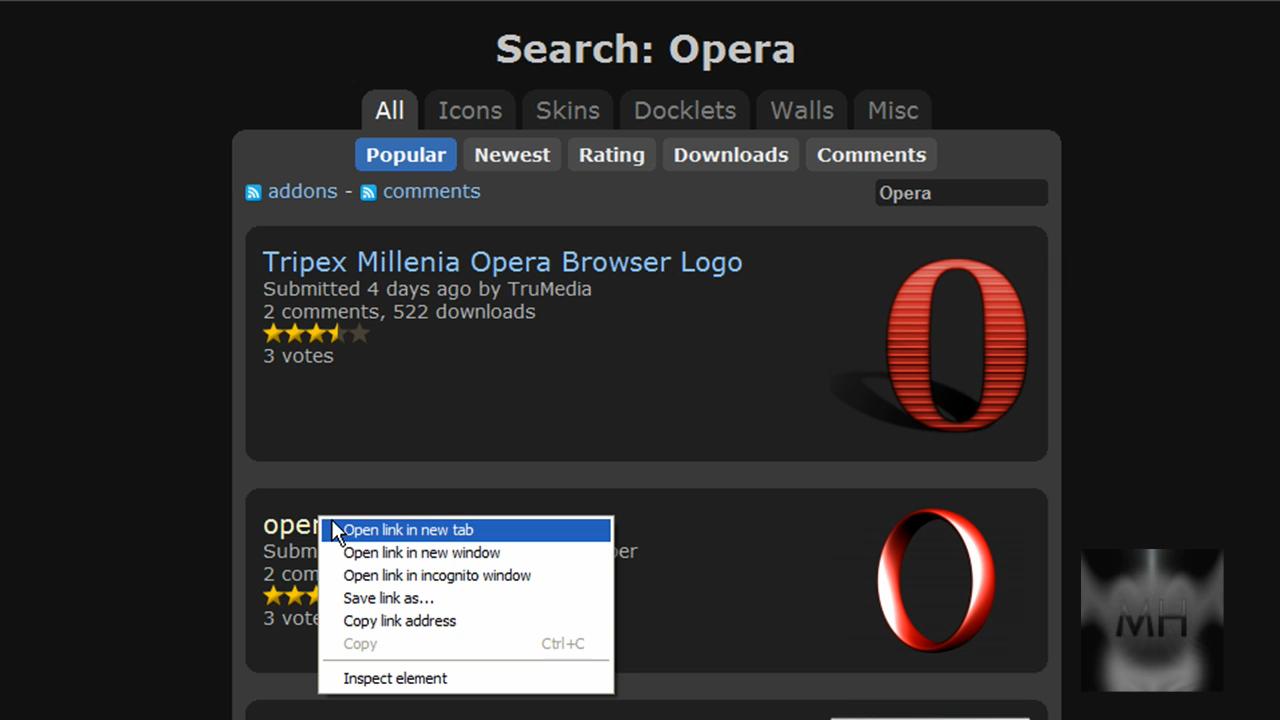 Search: Opera
All Icons Skins Docklets Walls Misc
Popular Newest Rating Downloads Comments
addons - comments
Opera
Tripex Millenia Opera Browser Logo
Submitted 4 days ago by TruMedia
2 comments, 522 downloads
3 votes
Open link in new tab
Open link in new window
Open link in incognito window
Save link as...
Copy link address
Copy Ctrl+C
Inspect element
MH